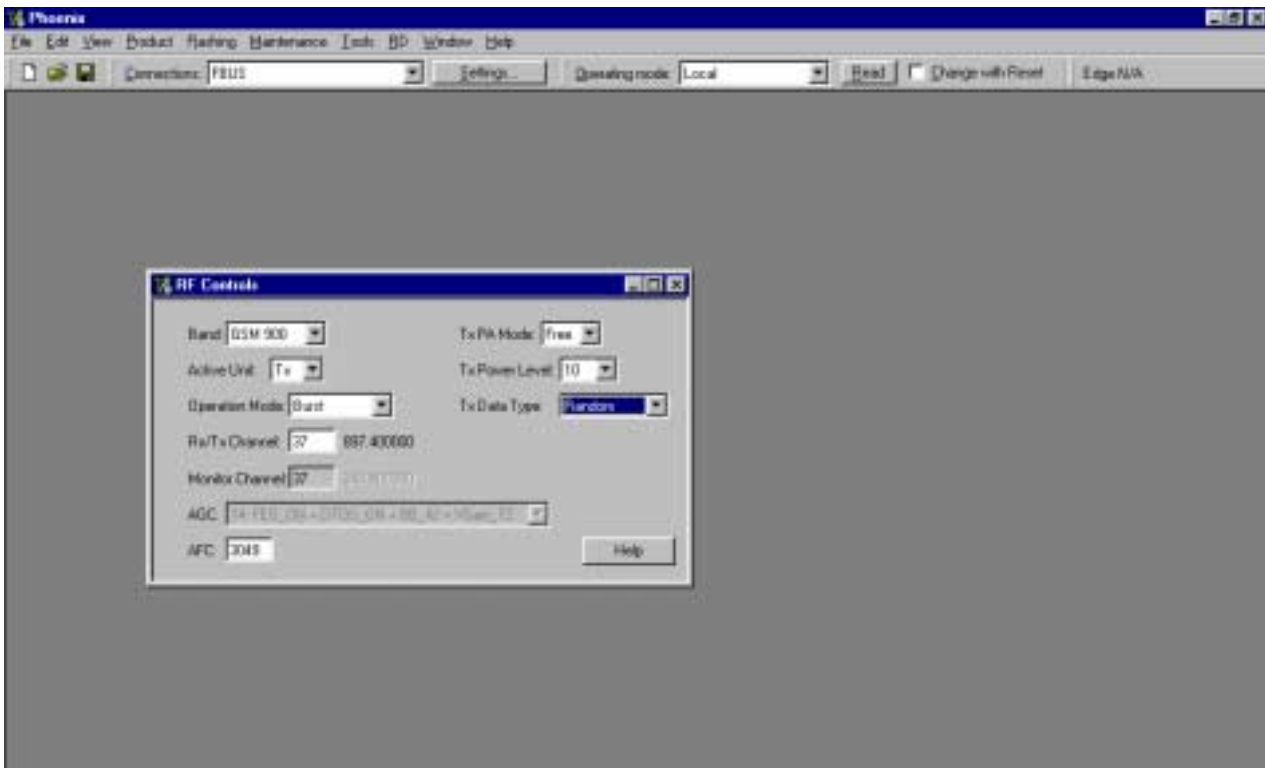 Phoenix
File Edit View Product Flashing Maintenance Tools BD Window Help
Connections: FBUS Settings... Operating mode: Local Read Change with Reset Edge N/A
RF Controls
Band: GSM 900 Tx PA Mode: Free
Active Unit: Tx Tx Power Level: 10
Operation Mode: Burst Tx Data Type: Random
Rx/Tx Channel: 37 897.400000
Monitor Channel: 37
AGC:
AFC: Help